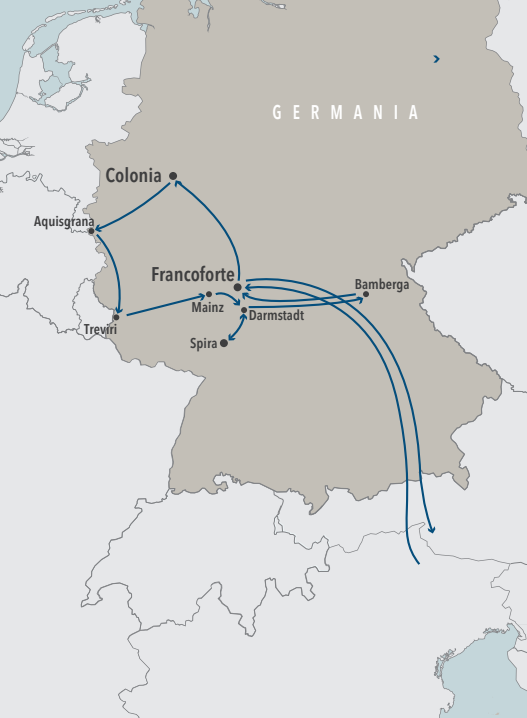 GERMANIA
Colonia
Aquisgrana
Francoforte
Bamberga
Mainz
Darmstadt
Treviri
Spira